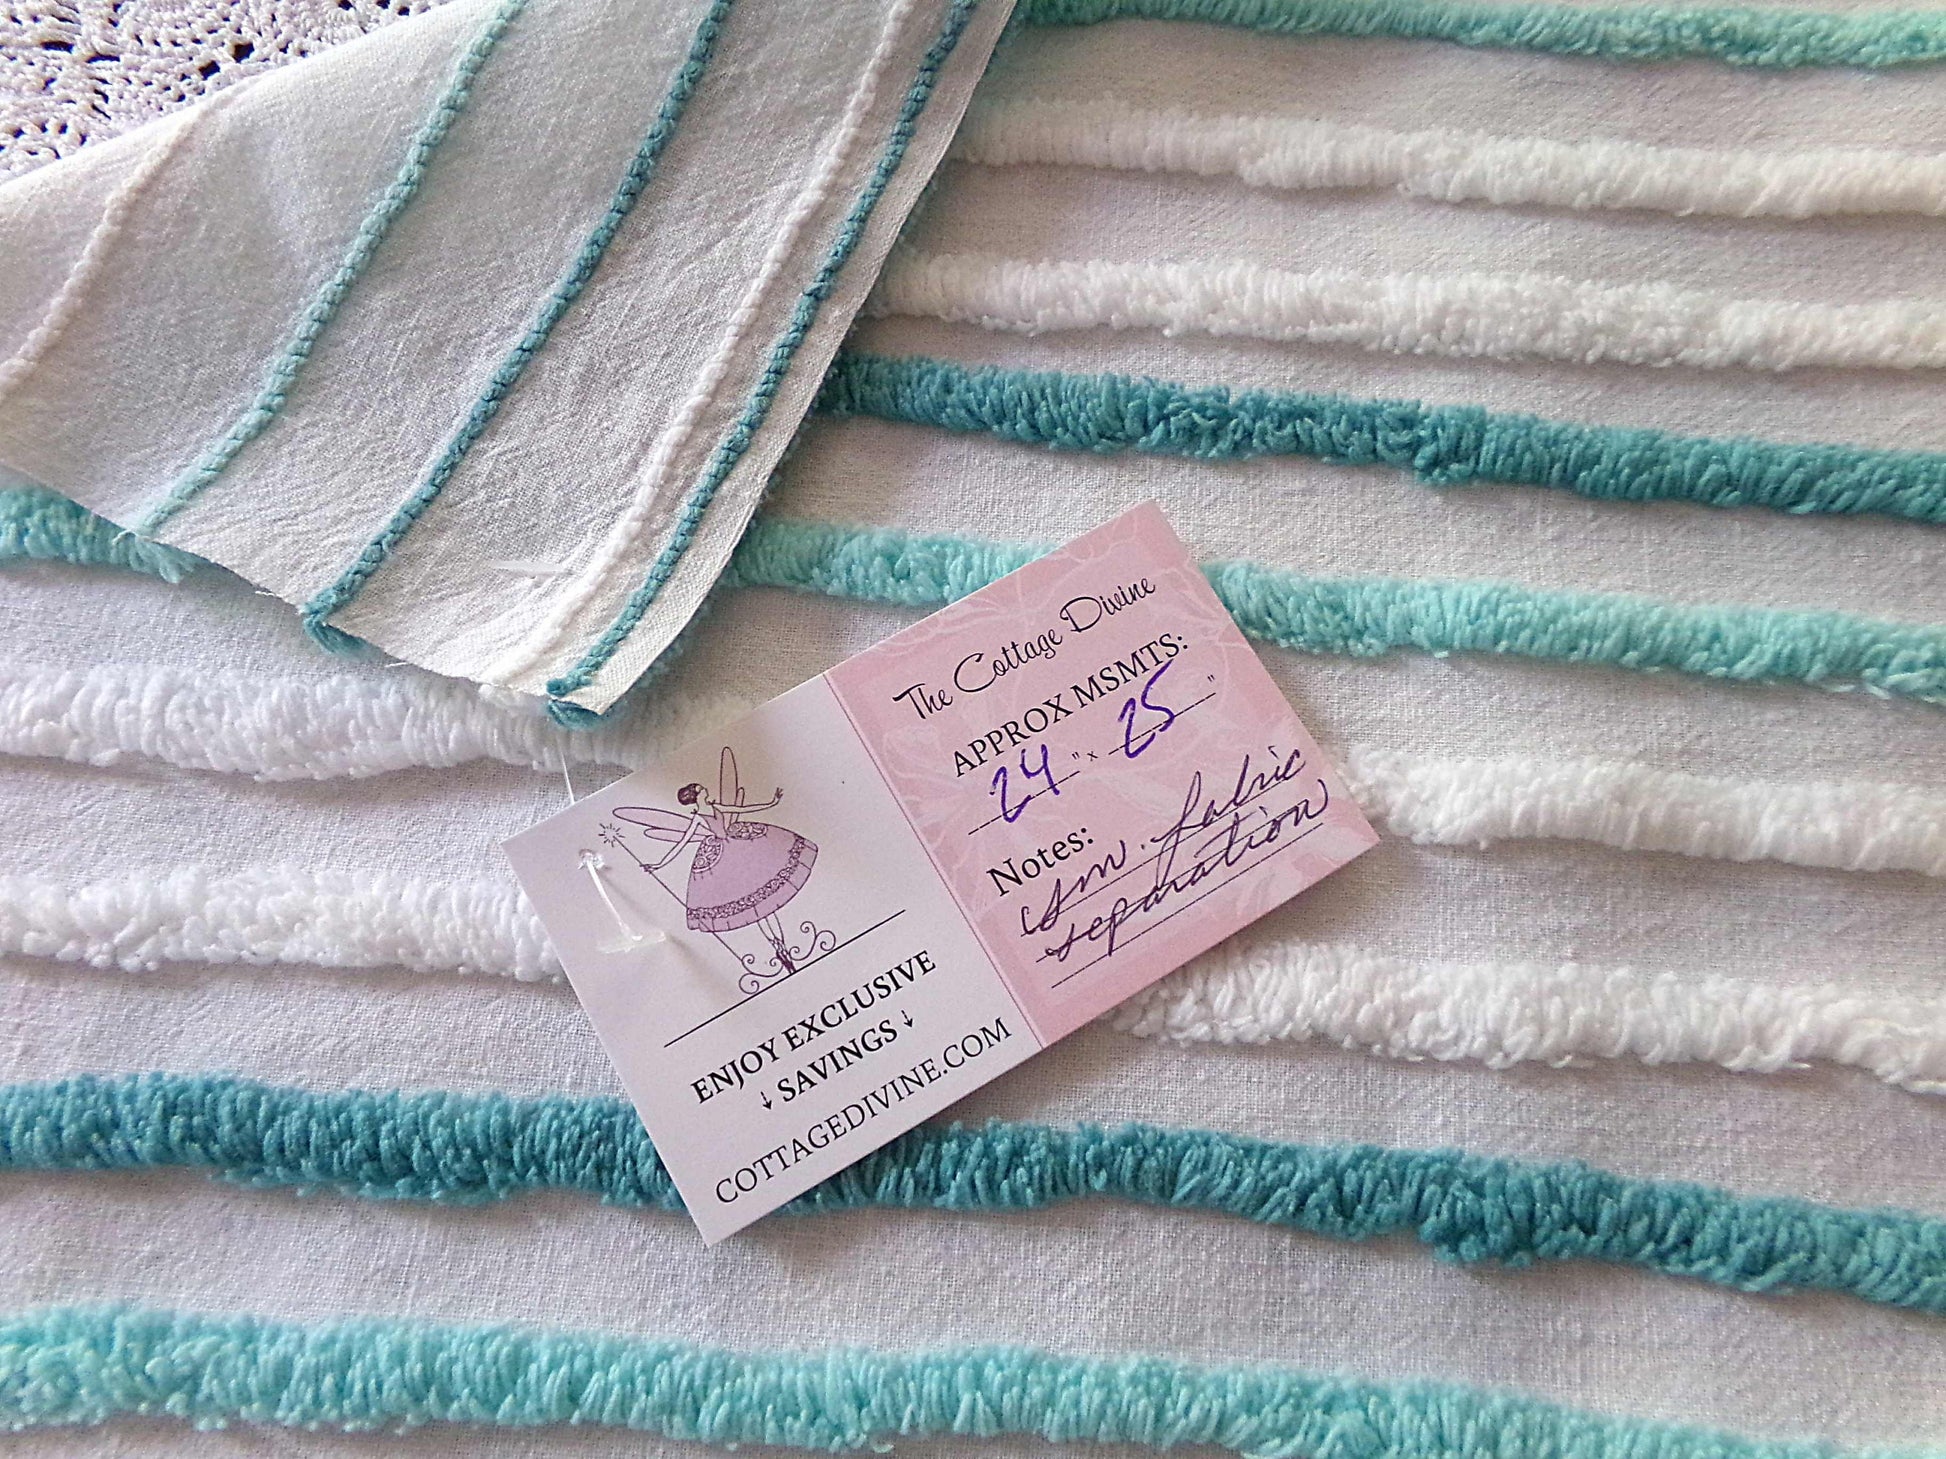 The Cottage Divine
APPROX MSMTS:
24 " x 25 "
Notes:
Sm. fabric
separation
ENJOY EXCLUSIVE
↓ SAVINGS ↓
COTTAGEDIVINE.COM